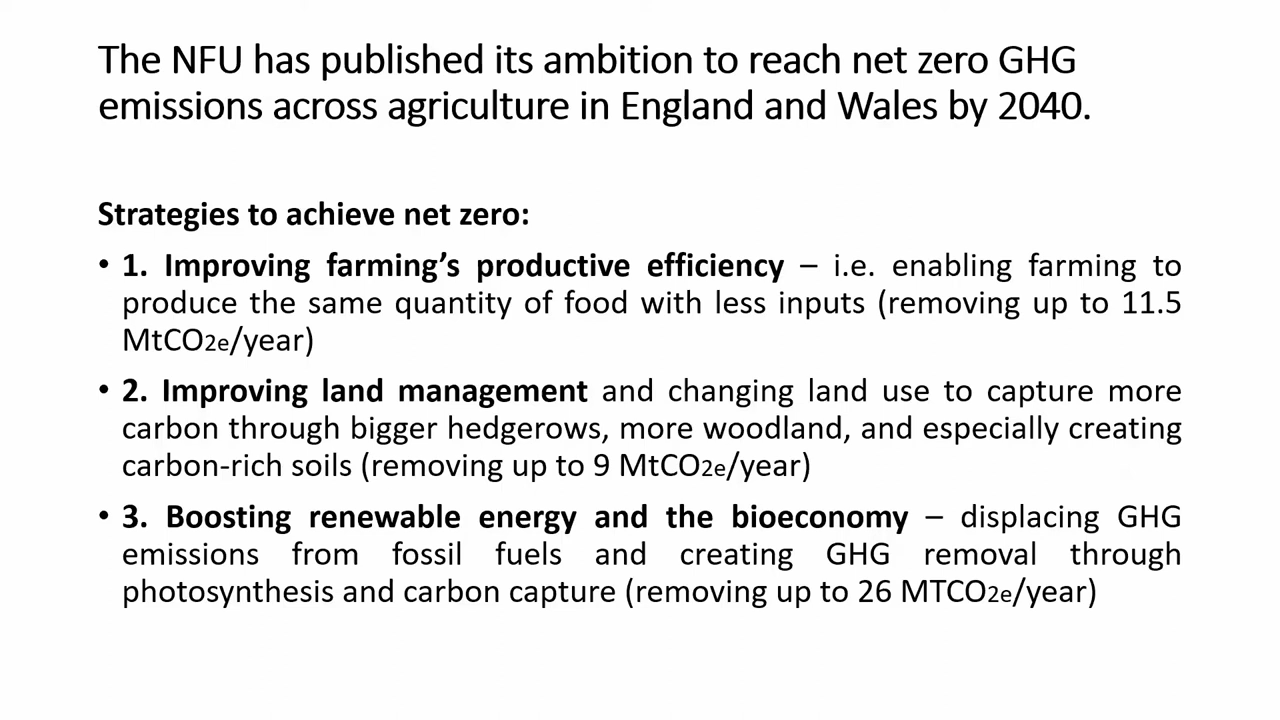 The NFU has published its ambition to reach net zero GHG
emissions across agriculture in England and Wales by 2040.
Strategies to achieve net zero:
• 1. Improving farming’s productive efficiency – i.e. enabling farming to
produce the same quantity of food with less inputs (removing up to 11.5
MtCO2e/year)
• 2. Improving land management and changing land use to capture more
carbon through bigger hedgerows, more woodland, and especially creating
carbon-rich soils (removing up to 9 MtCO2e/year)
• 3. Boosting renewable energy and the bioeconomy – displacing GHG
emissions from fossil fuels and creating GHG removal through
photosynthesis and carbon capture (removing up to 26 MTCO2e/year)